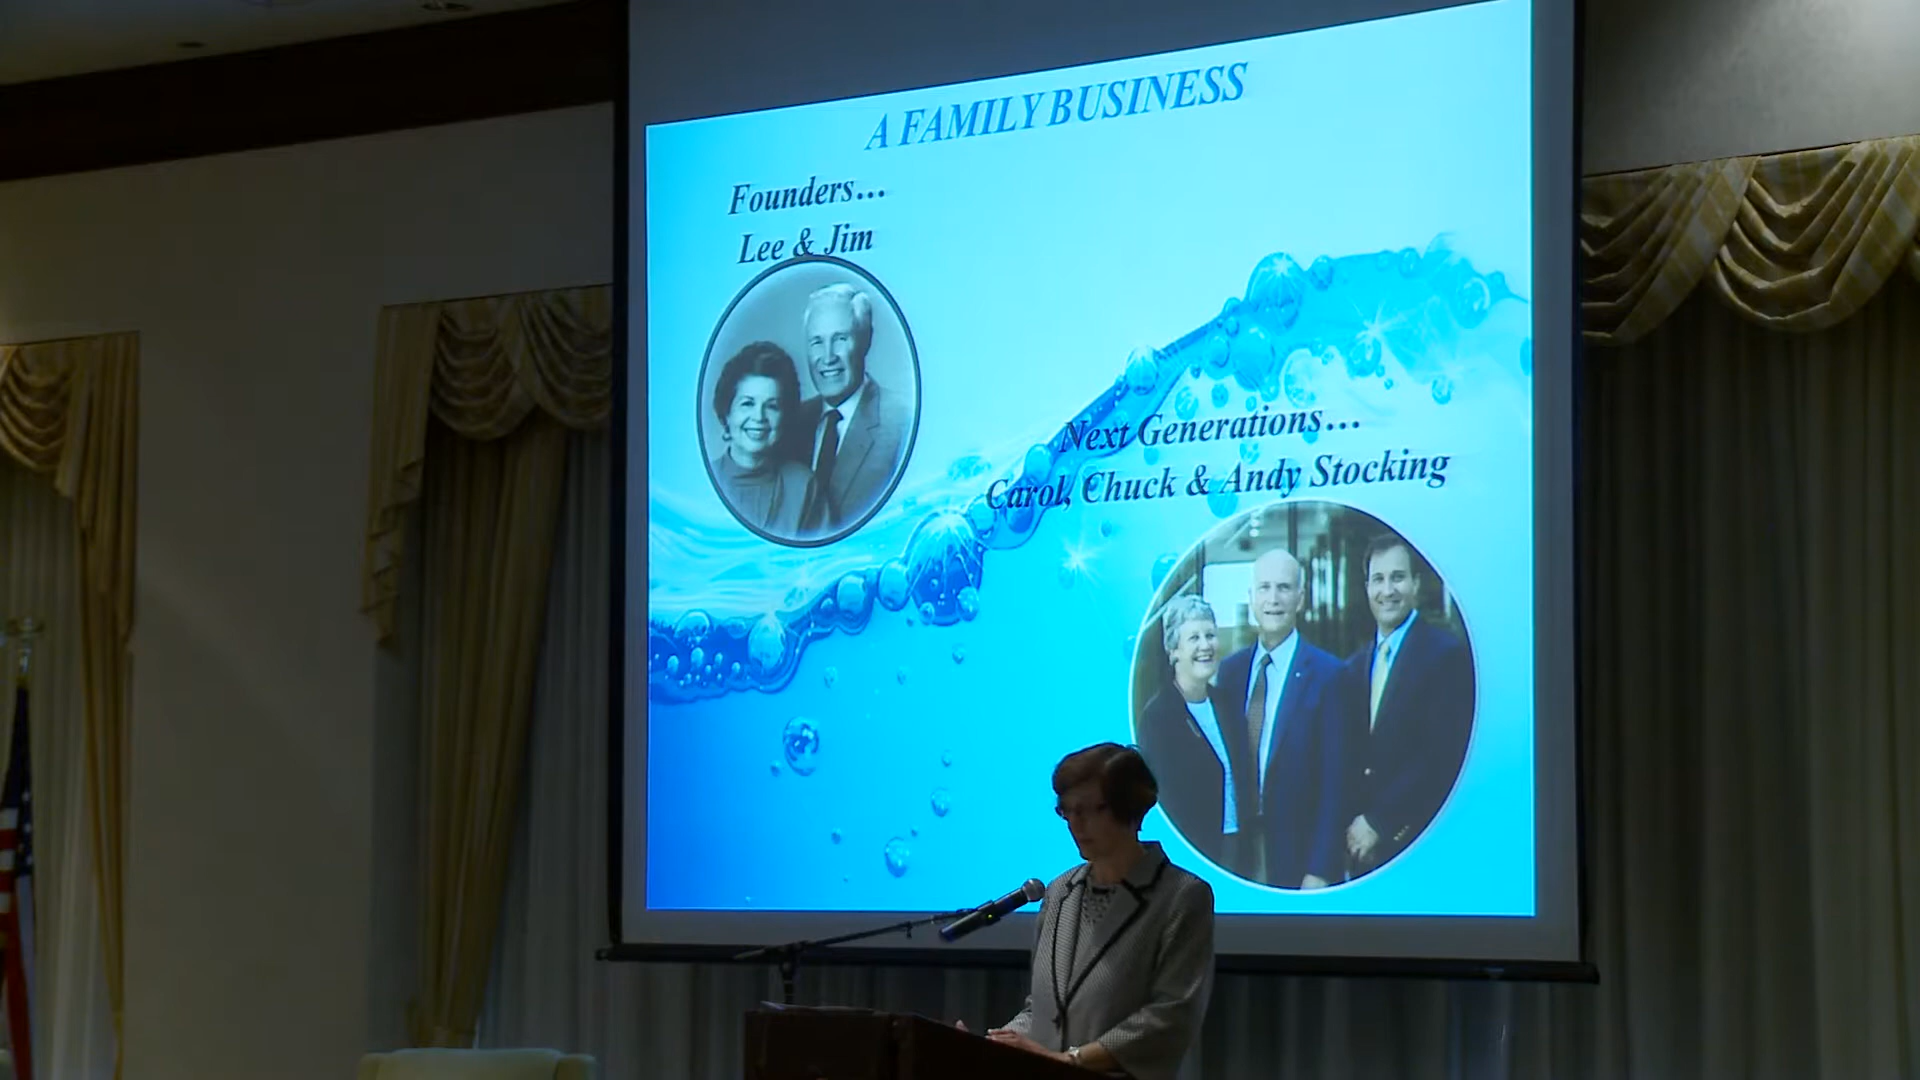 A FAMILY BUSINESS
Founders...
Lee & Jim
Next Generations...
Carol, Chuck & Andy Stocking